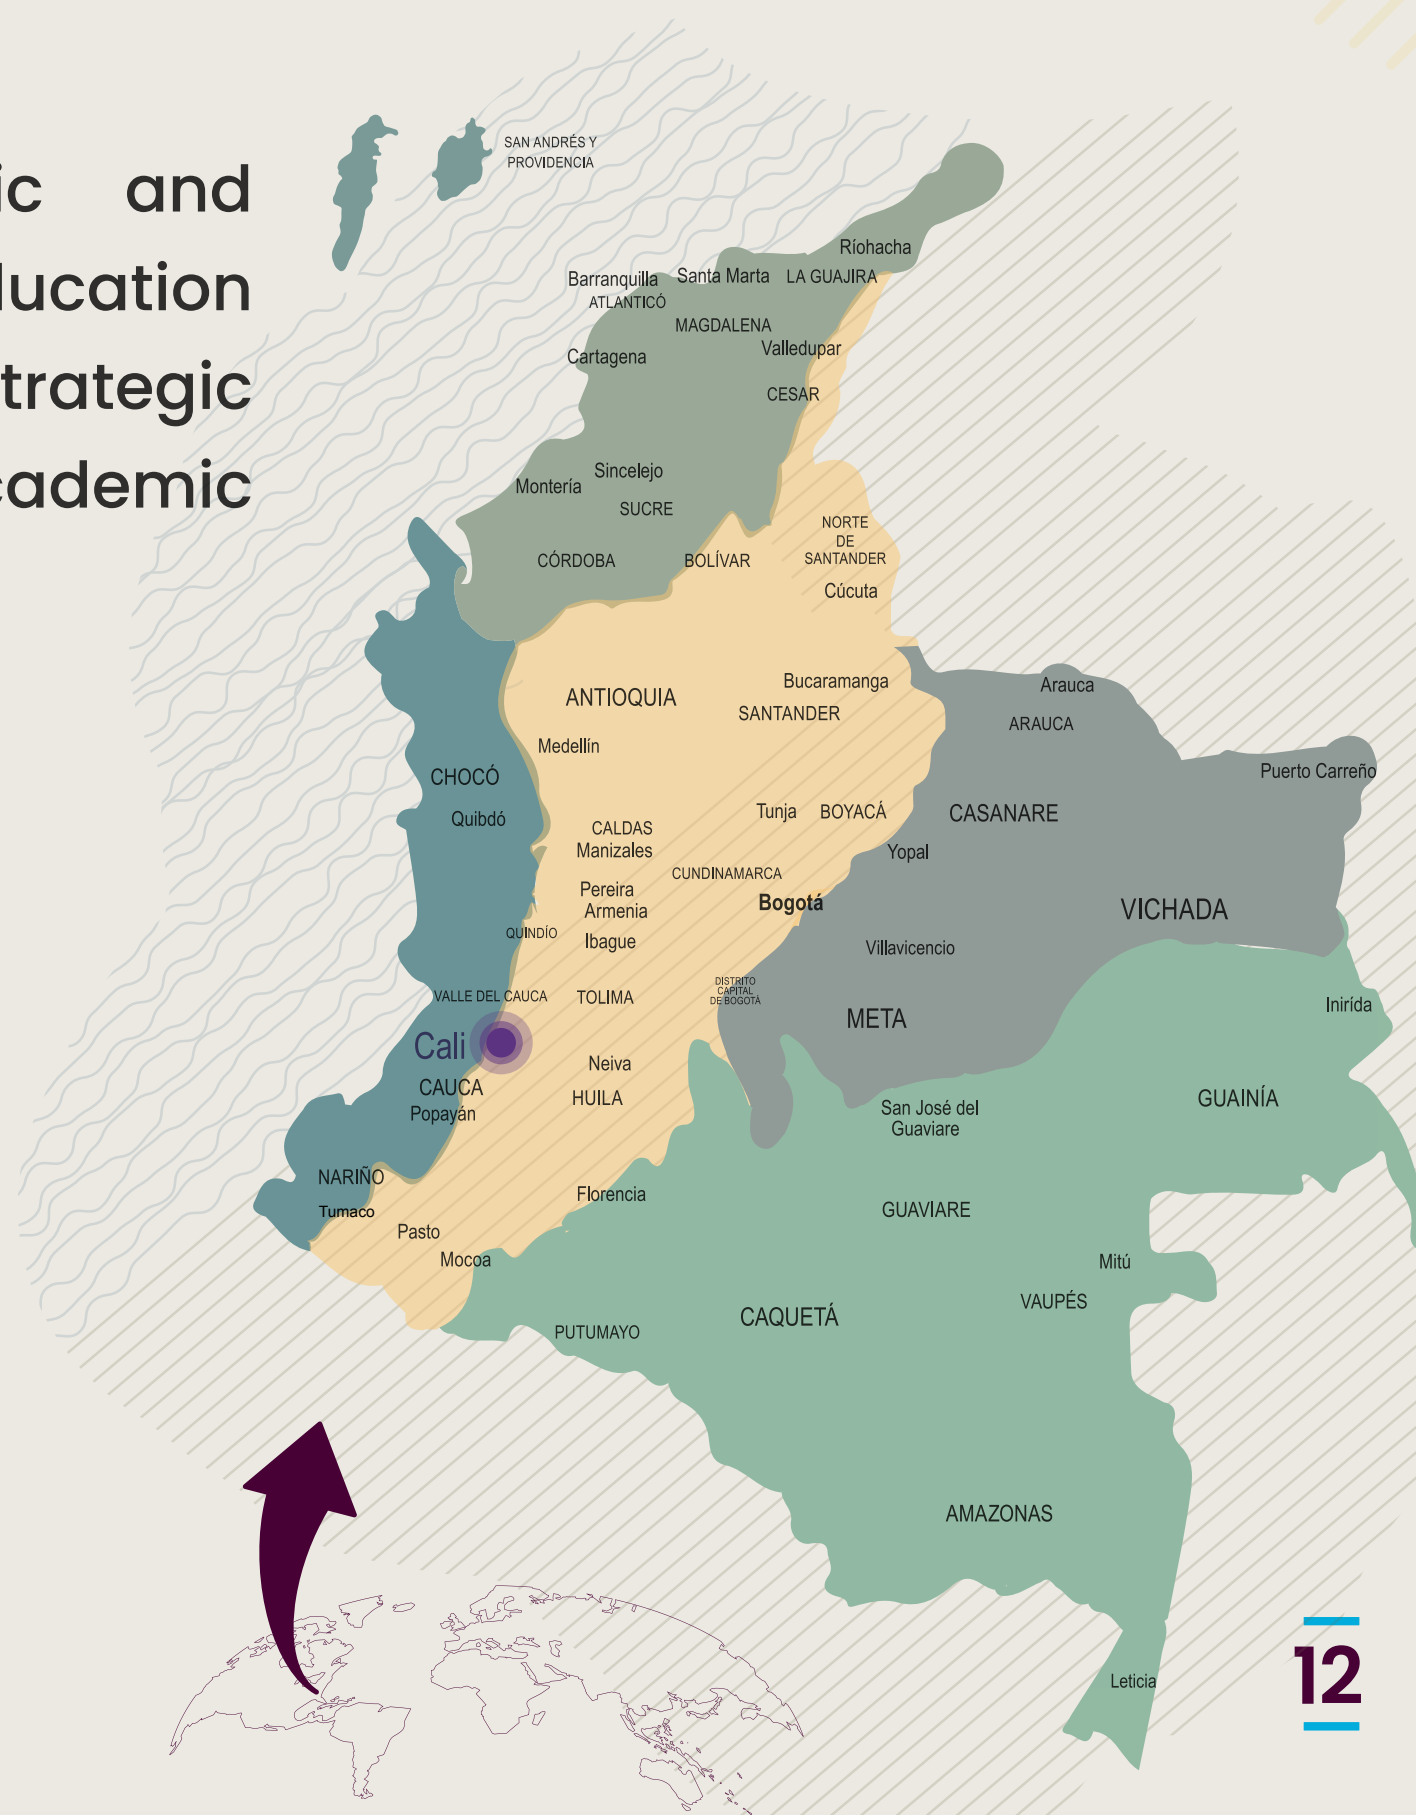 ic and
lucation
trategic
cademic
SAN ANDRÉS Y
PROVIDENCIA
Ríohacha
Barranquilla
Santa Marta
LA GUAJIRA
ATLANTICÓ
MAGDALENA
Valledupar
Cartagena
CESAR
Sincelejo
Montería
SUCRE
NORTE
DE
SANTANDER
CÓRDOBA
BOLÍVAR
Cúcuta
Bucaramanga
Arauca
ANTIOQUIA
SANTANDER
ARAUCA
Medellín
CHOCÓ
Puerto Carreño
Quibdó
Tunja
BOYACÁ
CASANARE
CALDAS
Manizales
Yopal
CUNDINAMARCA
Pereira
Bogotá
VICHADA
Armenia
QUINDÍO
Ibague
Villavicencio
DISTRITO
CAPITAL
DE BOGOTÁ
VALLE DEL CAUCA
TOLIMA
Inirída
META
Cali
Neiva
CAUCA
HUILA
GUAINÍA
Popayán
San José del
Guaviare
NARIÑO
Florencia
Tumaco
GUAVIARE
Pasto
Mocoa
Mitú
VAUPÉS
CAQUETÁ
PUTUMAYO
AMAZONAS
Leticia
12